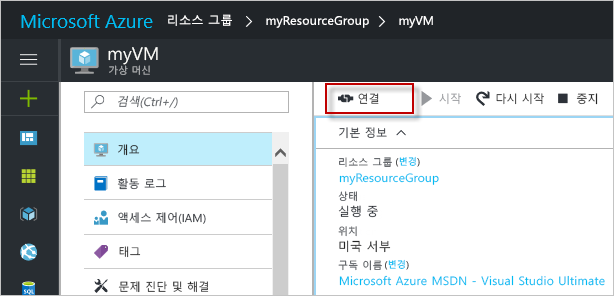 Microsoft Azure 리소스 그룹 > myResourceGroup > myVM
myVM
가상 머신
검색(Ctrl+/)
개요
활동 로그
액세스 제어(IAM)
태그
문제 진단 및 해결
연결 시작 다시 시작 중지
기본 정보
리소스 그룹 (변경)
myResourceGroup
상태
실행 중
위치
미국 서부
구독 이름 (변경)
Microsoft Azure MSDN - Visual Studio Ultimate
SQL